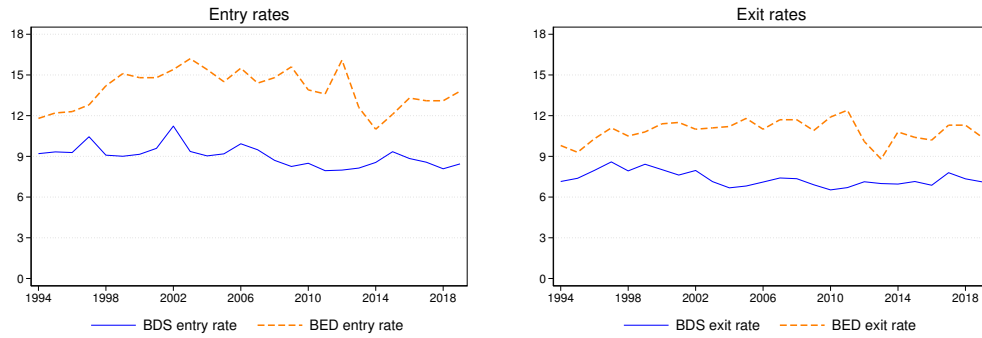 Entry rates
18
15
12
9
6
3
0
1994 1998 2002 2006 2010 2014 2018
BDS entry rate BED entry rate
Exit rates
18
15
12
9
6
3
0
1994 1998 2002 2006 2010 2014 2018
BDS exit rate BED exit rate